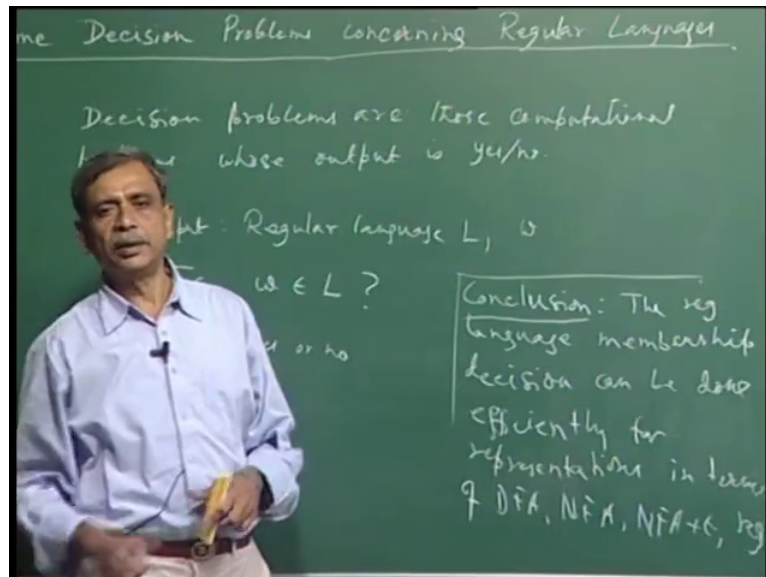 me Decision Problems concerning Regular Languages.
Decision problems are those computational
whose output is yes/no.
put: Regular language L, w
w ∈ L ?
or no
Conclusion: The reg
language membership
decision can be done
efficiently for
representations in terms
of DFA, NFA, NFA+ε, reg